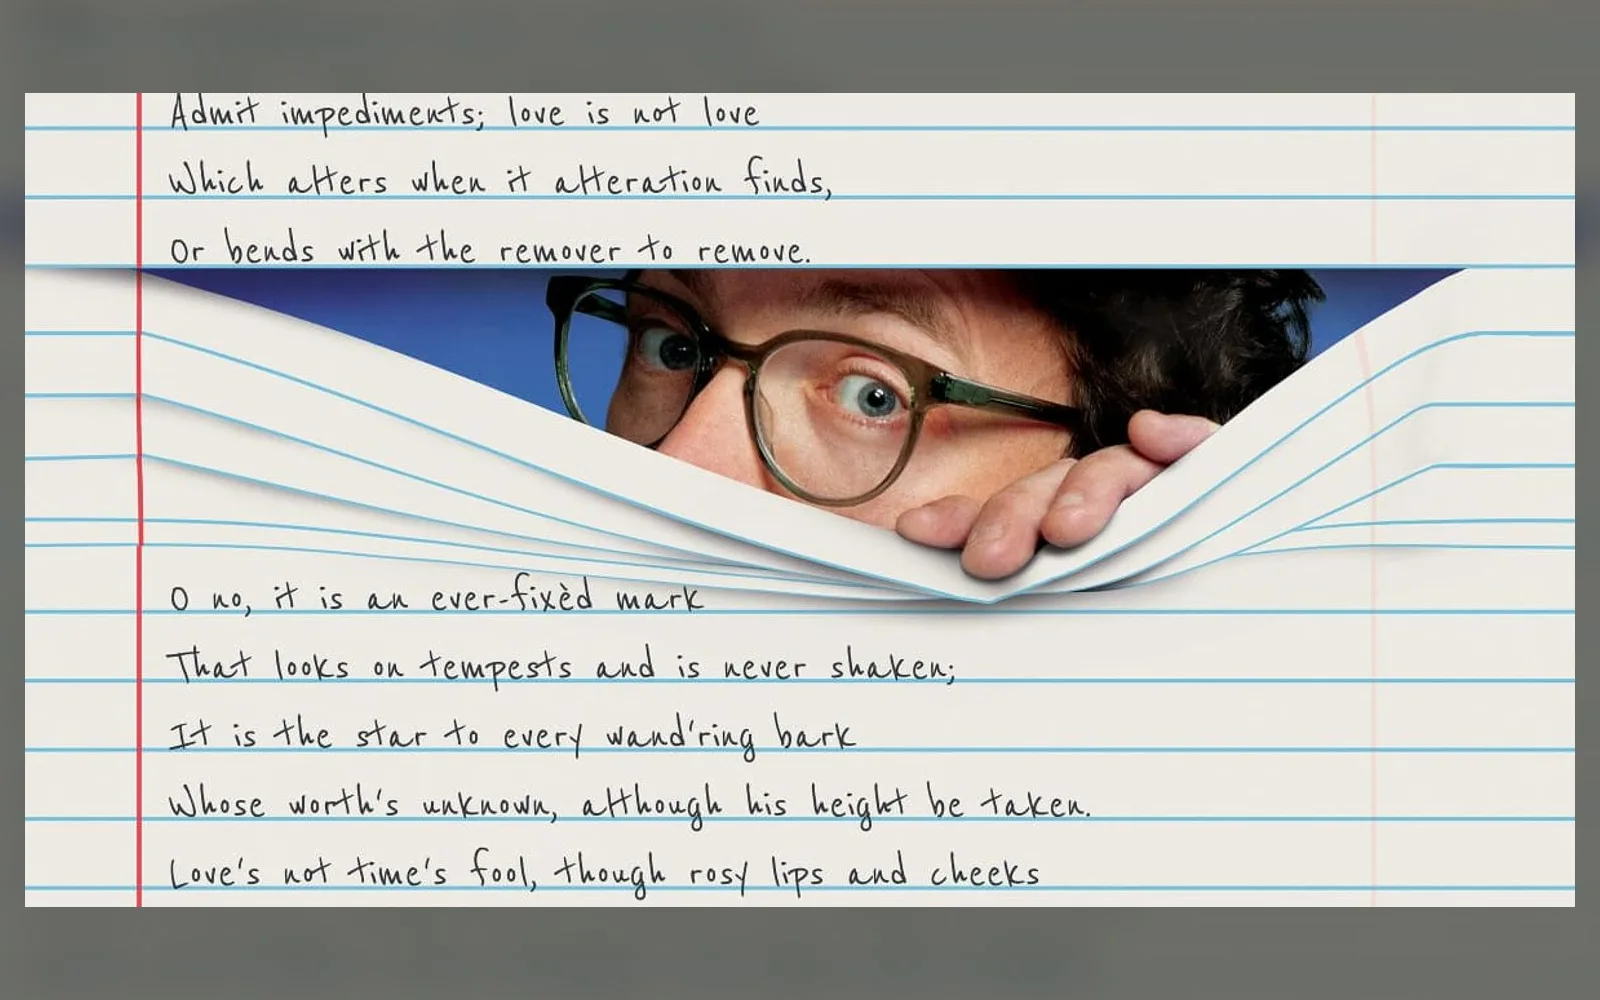 Admit impediments; love is not love
Which alters when it alteration finds,
Or bends with the remover to remove.
O no, it is an ever-fixèd mark
That looks on tempests and is never shaken;
It is the star to every wand'ring bark
Whose worth's unknown, although his height be taken.
Love's not time's fool, though rosy lips and cheeks